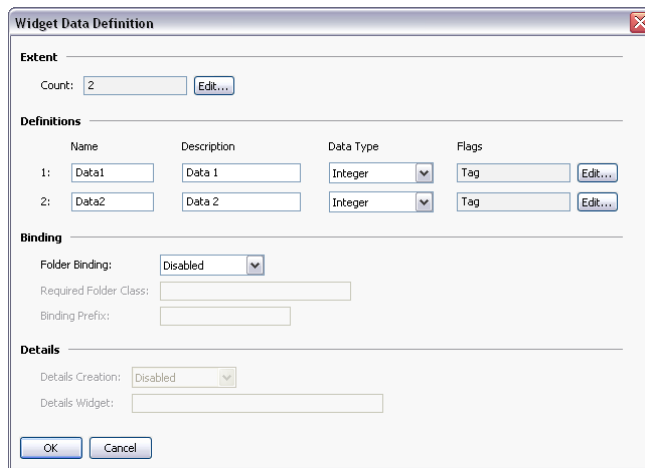 Widget Data Definition
Extent
Count: 2 Edit...
Definitions
Name Description Data Type Flags
1: Data1 Data 1 Integer Tag Edit...
2: Data2 Data 2 Integer Tag Edit...
Binding
Folder Binding: Disabled
Required Folder Class:
Binding Prefix:
Details
Details Creation: Disabled
Details Widget:
OK Cancel